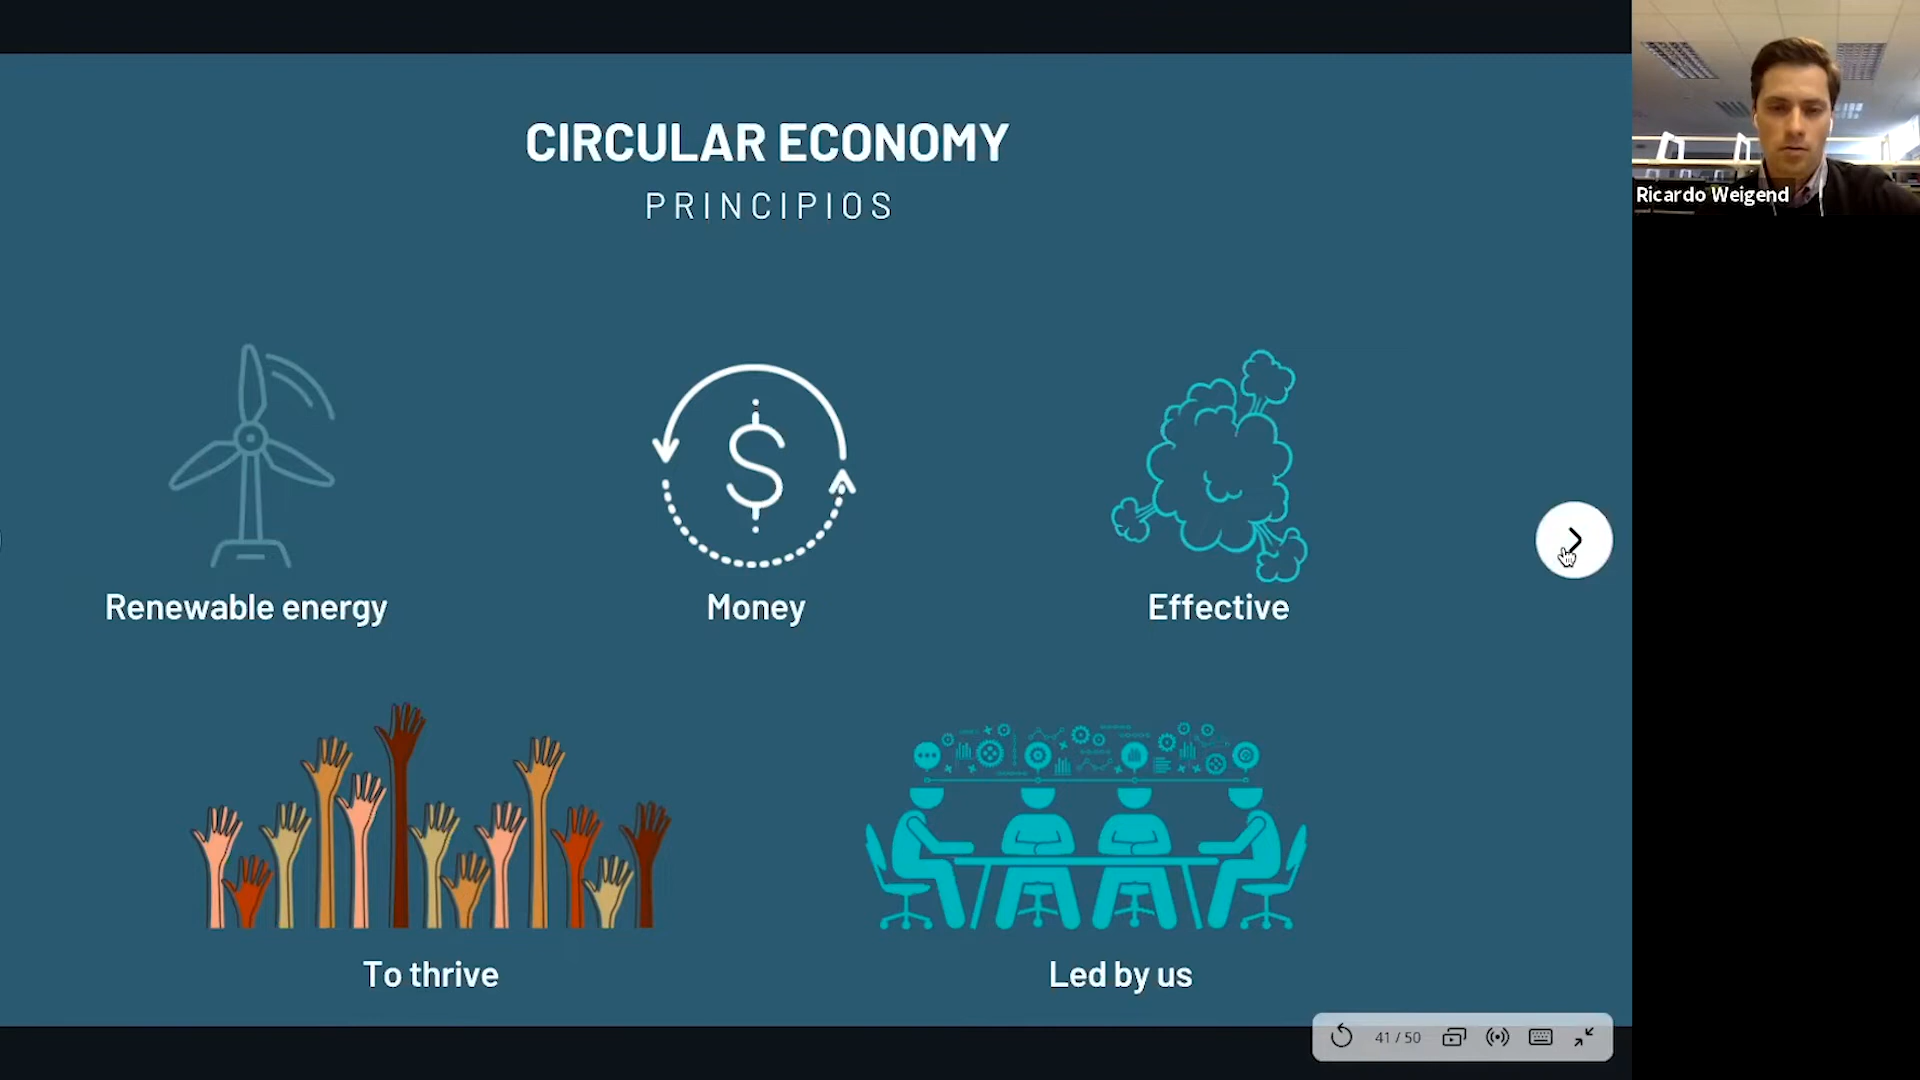 CIRCULAR ECONOMY
PRINCIPIOS
Ricardo Weigend
Renewable energy
Money
Effective
To thrive
Led by us
41 / 50